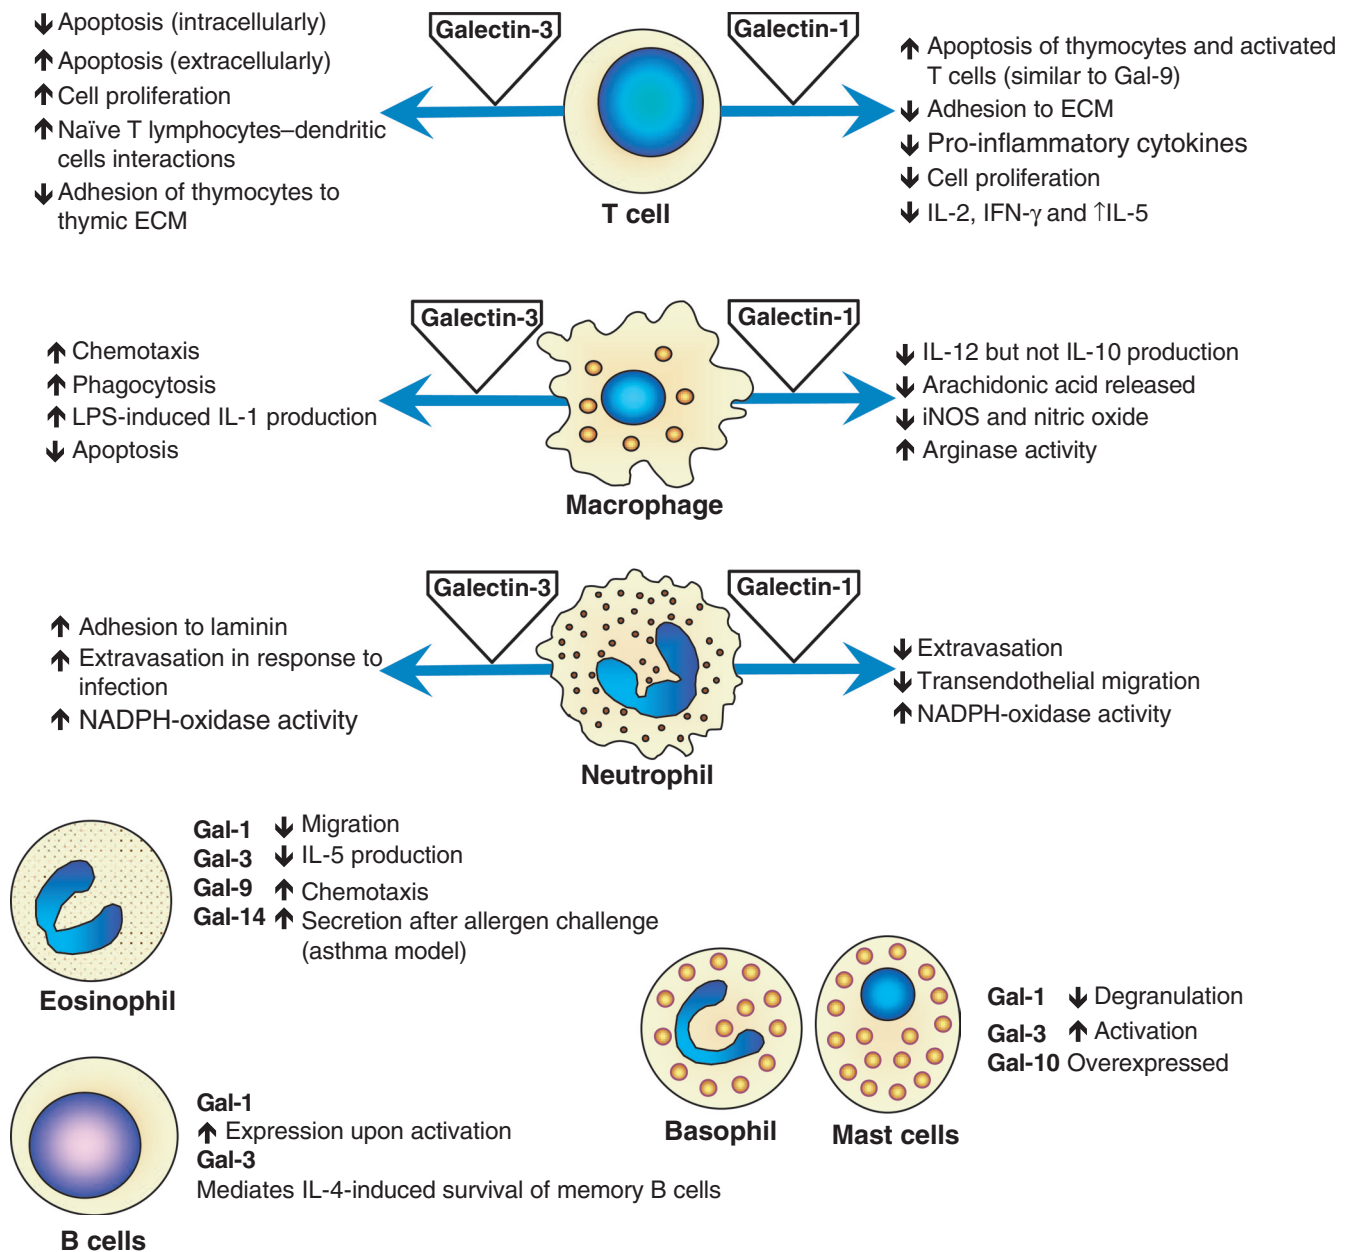 Galectin-3
Galectin-1
↓ Apoptosis (intracellularly)
↑ Apoptosis (extracellularly)
↑ Cell proliferation
↑ Naïve T lymphocytes–dendritic
cells interactions
↓ Adhesion of thymocytes to
thymic ECM
T cell
↑ Apoptosis of thymocytes and activated
T cells (similar to Gal-9)
↓ Adhesion to ECM
↓ Pro-inflammatory cytokines
↓ Cell proliferation
↓ IL-2, IFN-γ and ↑IL-5
Galectin-3
Galectin-1
↑ Chemotaxis
↑ Phagocytosis
↑ LPS-induced IL-1 production
↓ Apoptosis
Macrophage
↓ IL-12 but not IL-10 production
↓ Arachidonic acid released
↓ iNOS and nitric oxide
↑ Arginase activity
Galectin-3
Galectin-1
↑ Adhesion to laminin
↑ Extravasation in response to
infection
↑ NADPH-oxidase activity
Neutrophil
↓ Extravasation
↓ Transendothelial migration
↑ NADPH-oxidase activity
Gal-1 ↓ Migration
Gal-3 ↓ IL-5 production
Gal-9 ↑ Chemotaxis
Gal-14 ↑ Secretion after allergen challenge
(asthma model)
Eosinophil
Gal-1 ↓ Degranulation
Gal-3 ↑ Activation
Gal-10 Overexpressed
Basophil
Mast cells
Gal-1
↑ Expression upon activation
Gal-3
Mediates IL-4-induced survival of memory B cells
B cells